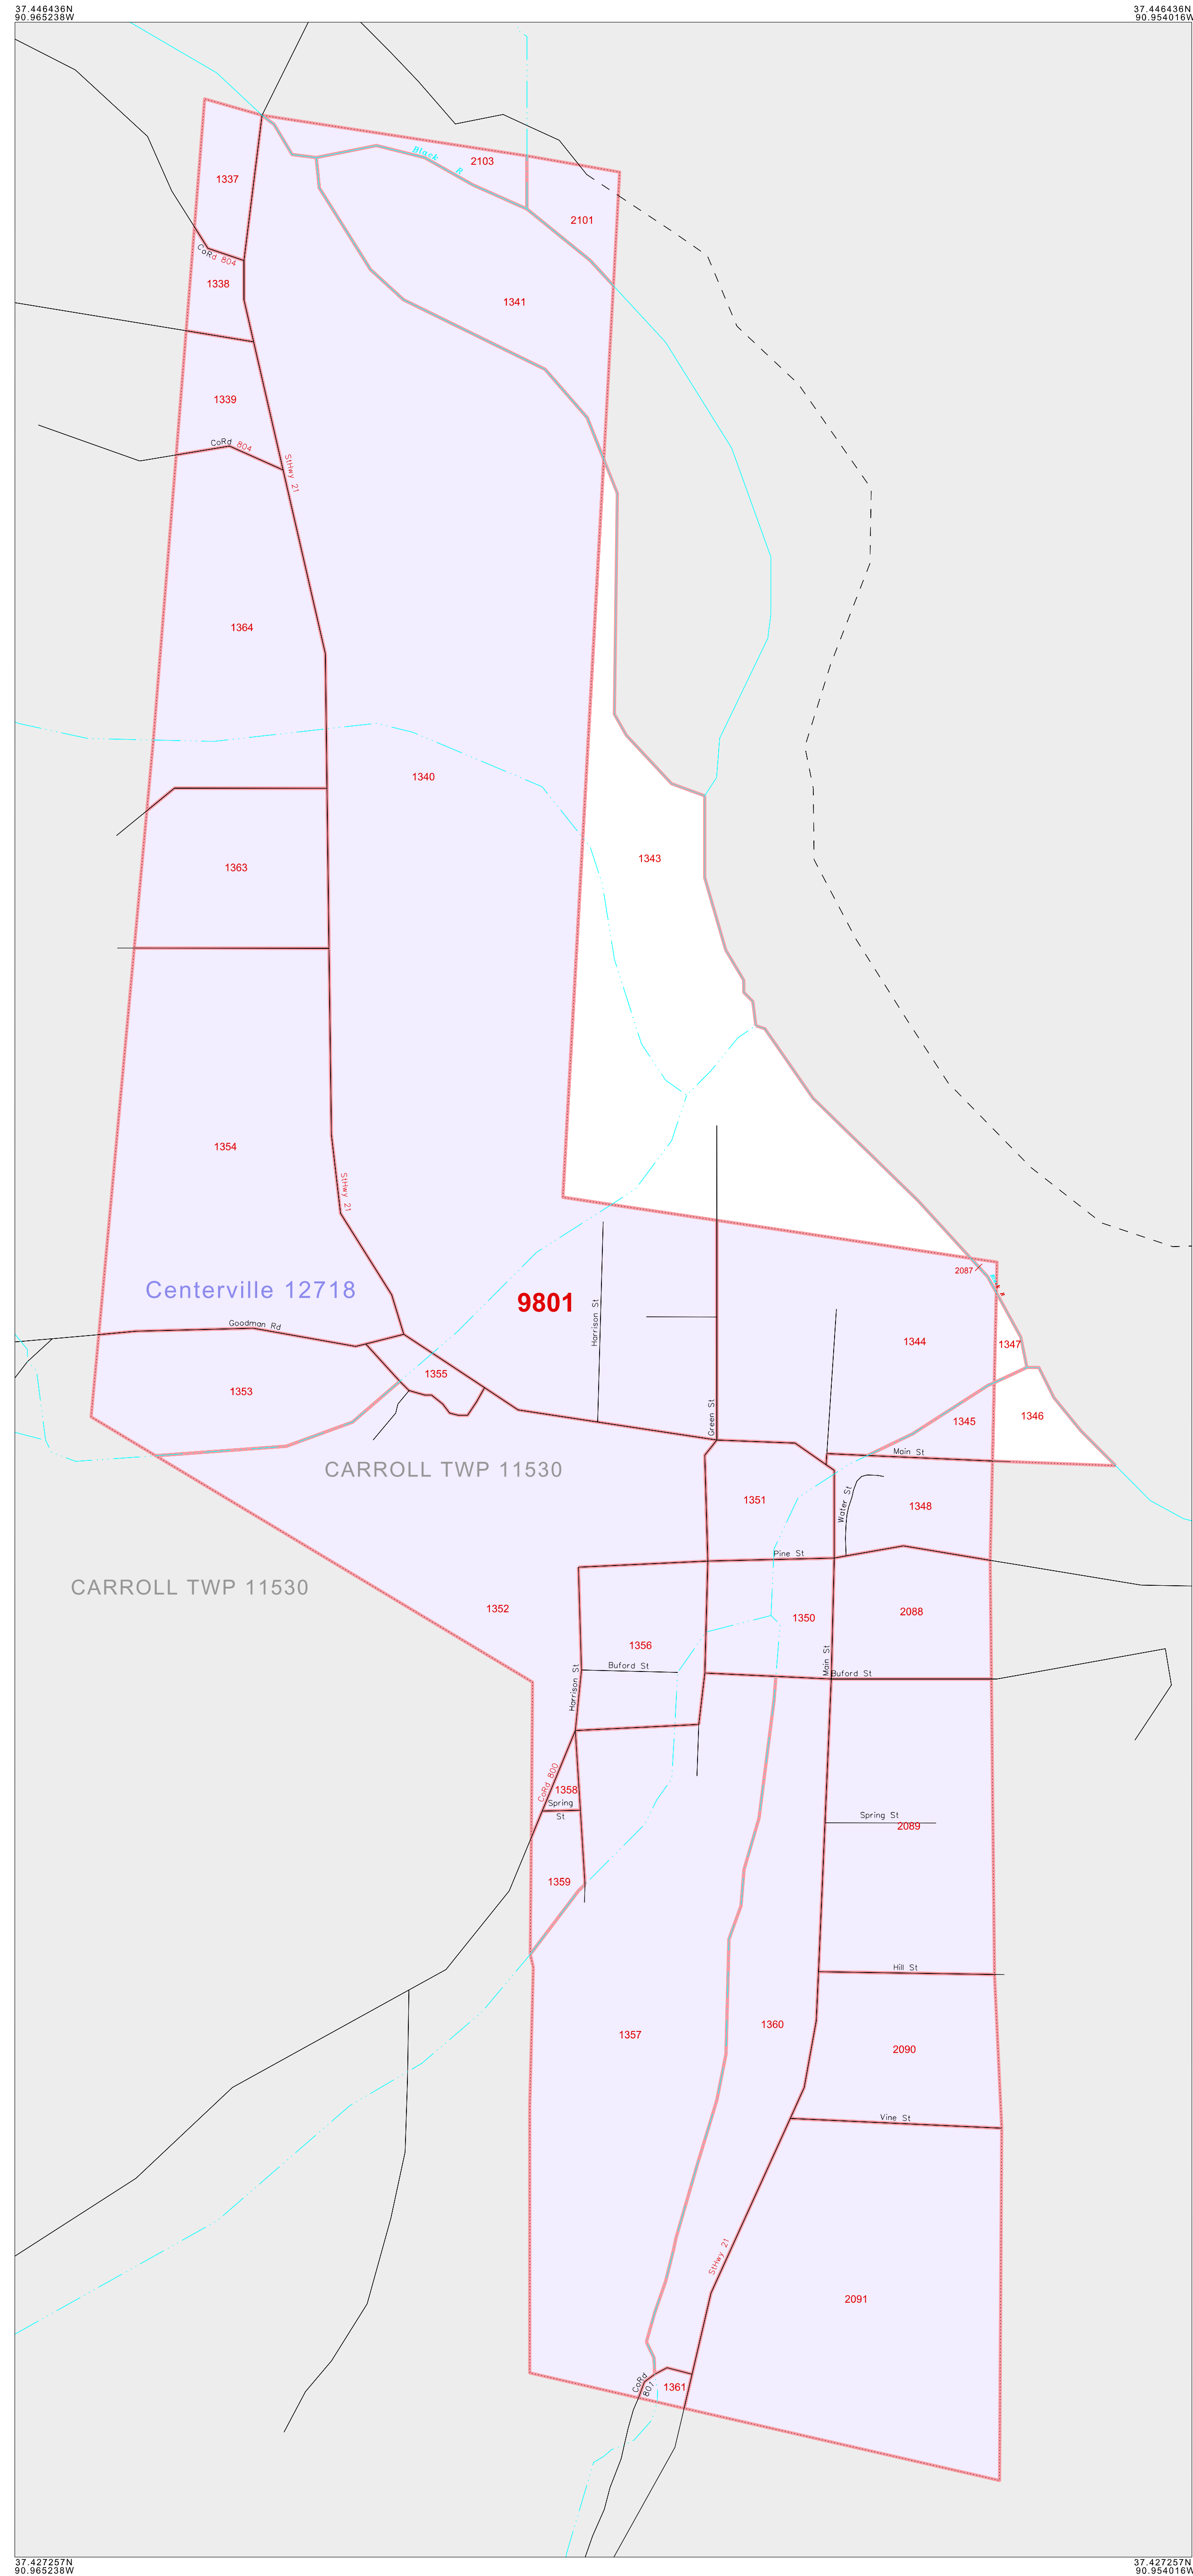 37.446436N
90.965238W
37.446436N
90.954016W
Black
R
2103
1337
2101
CoRd 804
1338
1341
1339
CoRd 804
StHwy 21
1364
1340
1343
1363
1354
StHwy 21
2087
Centerville 12718
9801
Harrison St
Goodman Rd
1344
1347
1355
1353
Green St
1345
1346
Main St
CARROLL TWP 11530
1351
Water St
1348
Pine St
CARROLL TWP 11530
1352
1350
2088
1356
Main St
Buford St
Buford St
Harrison St
CoRd 800
1358
Spring
St
Spring St
2089
1359
Hill St
1357
1360
2090
Vine St
StHwy 21
2091
CoRd
801
1361
37.427257N
90.965238W
37.427257N
90.954016W